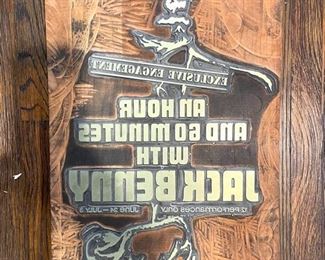 EXCLUSIVE ENGAGEMENT
AN HOUR
AND 60 MINUTES
WITH
JACK BENNY
12 PERFORMANCES ONLY
JUNE 24 - JULY 3